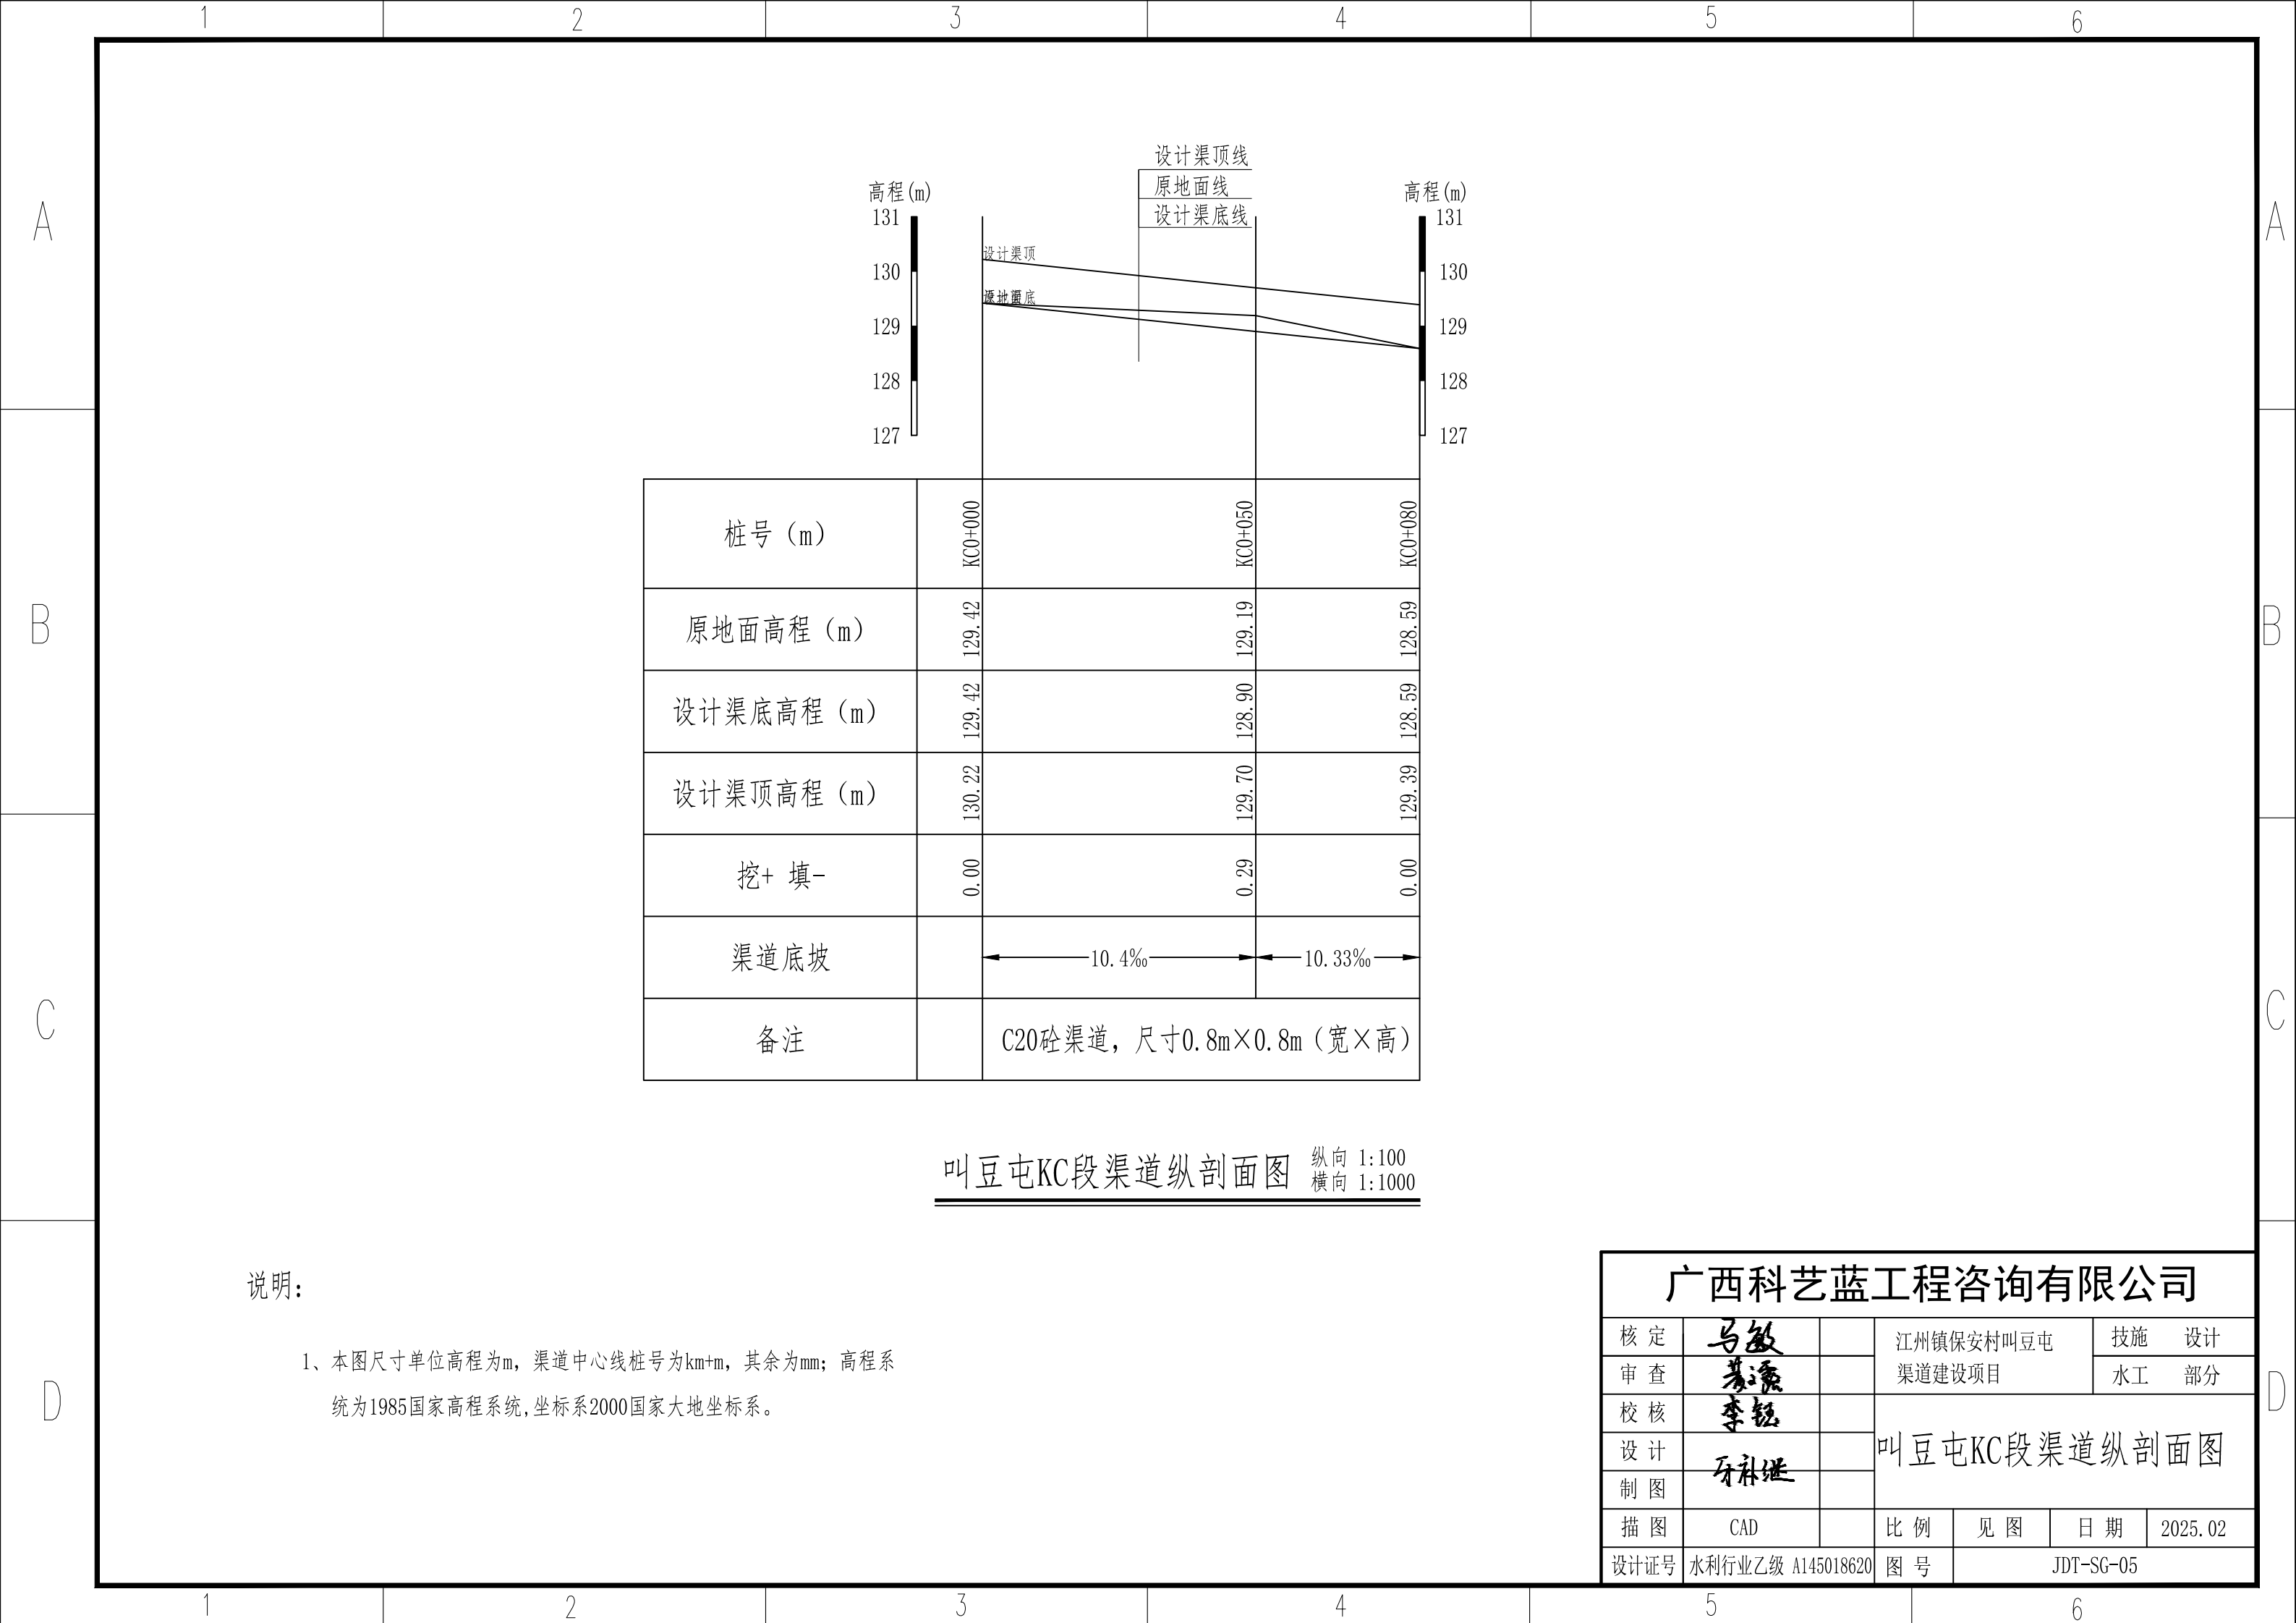 1 2 3 4 5 6
设计渠顶线
原地面线
设计渠底线
高程(m) 高程(m)
131 131
130 130
129 129
128 128
127 127
设计渠顶
桩号（m） KC0+000 KC0+050 KC0+080
原地面高程（m） 129.42 129.19 128.59
设计渠底高程（m） 129.42 128.90 128.59
设计渠顶高程（m） 130.22 129.70 129.39
挖+ 填- 0.00 0.29 0.00
渠道底坡 10.4‰ 10.33‰
备注 C20砼渠道，尺寸0.8m×0.8m（宽×高）
叫豆屯KC段渠道纵剖面图 纵向 1:100
横向 1:1000
说明:
1、本图尺寸单位高程为m，渠道中心线桩号为km+m，其余为mm；高程系
统为1985国家高程系统,坐标系2000国家大地坐标系。
广西科艺蓝工程咨询有限公司
核 定 马敏 江州镇保安村叫豆屯 技施 设计
审 查 渠道建设项目 水工 部分
校 核 李钰
设 计 叫豆屯KC段渠道纵剖面图
制 图
描 图 CAD 比 例 见 图 日 期 2025.02
设计证号 水利行业乙级 A145018620 图 号 JDT-SG-05
A A
B B
C C
D D
1 2 3 4 5 6